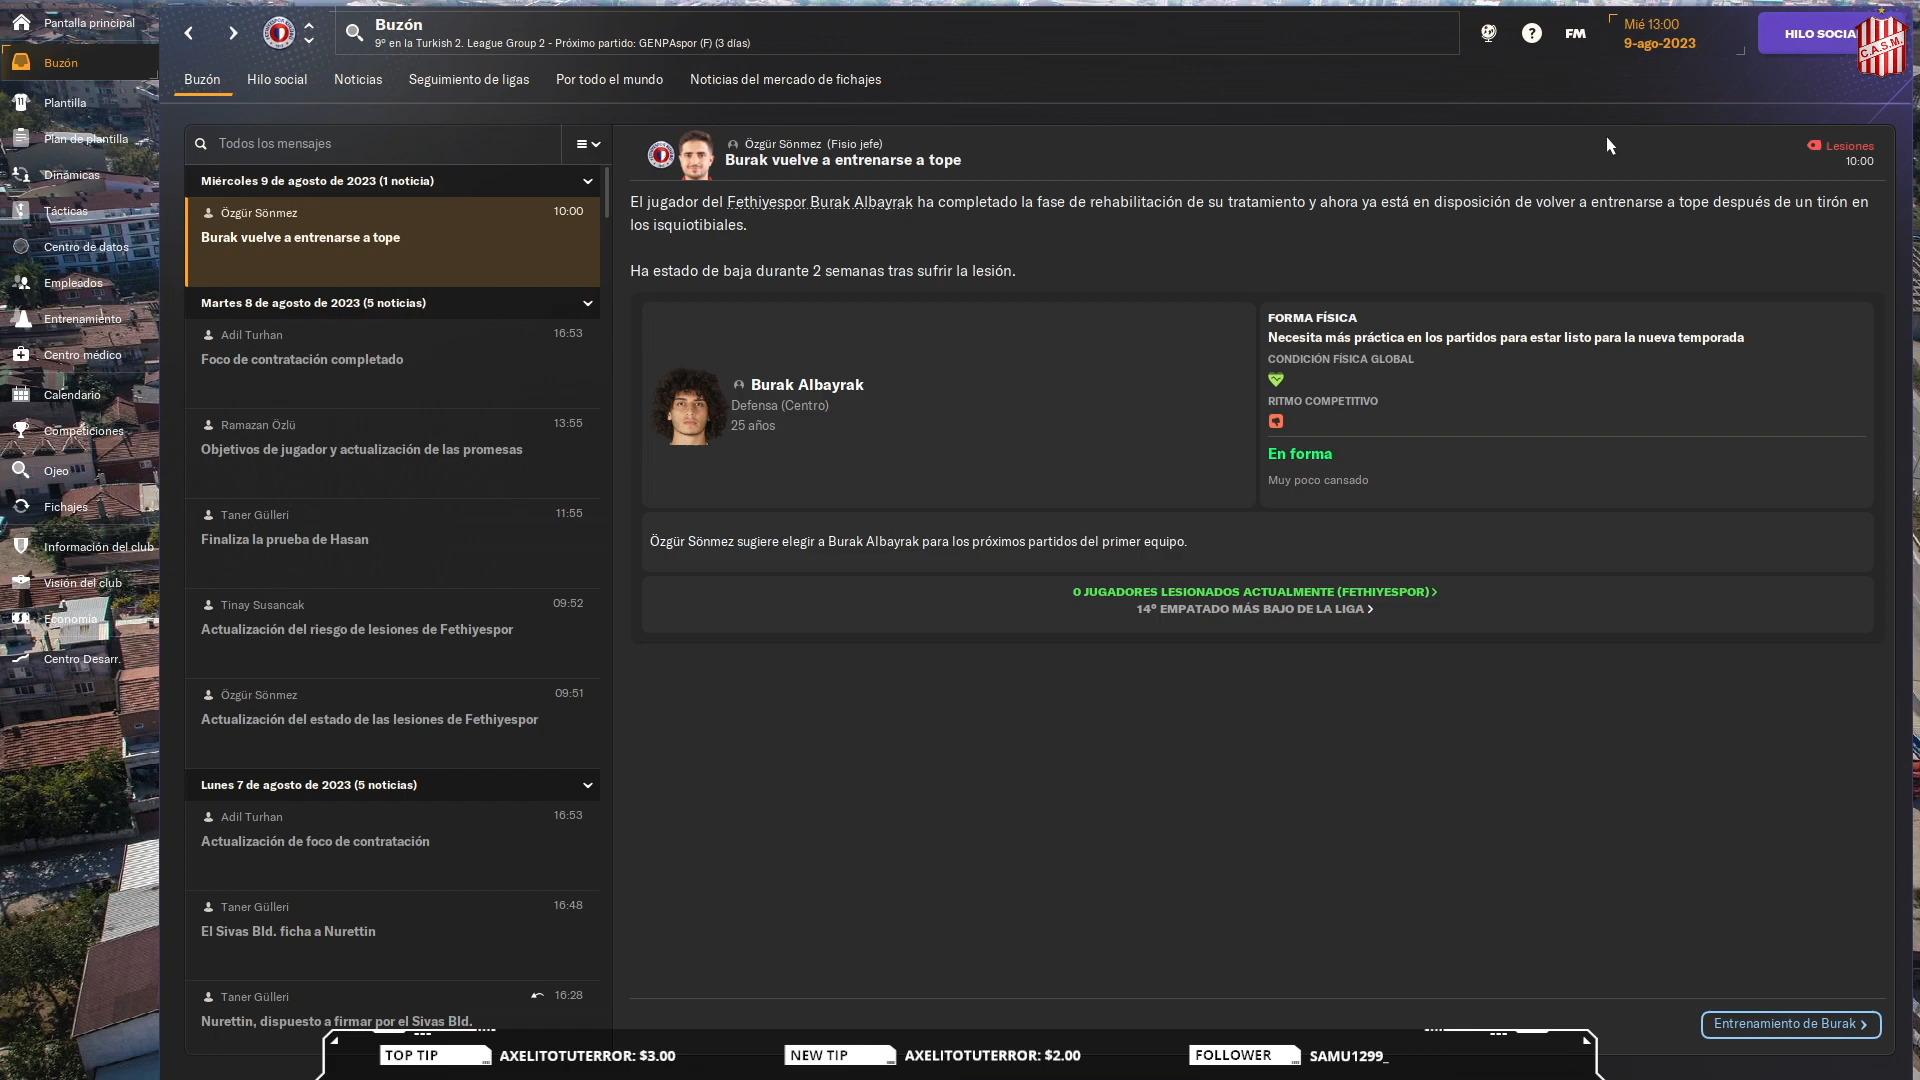 Pantalla principal
Buzón
Plantilla
Plan de plantilla
Dinámicas
Tácticas
Centro de datos
Empleados
Entrenamiento
Centro médico
Calendario
Competiciones
Ojeo
Fichajes
Información del club
Visión del club
Economía
Centro Desarr.
Buzón
9º en la Turkish 2. League Group 2 - Próximo partido: GENPAspor (F) (3 días)
FM
Mié 13:00
9-ago-2023
HILO SOCIA
C.A.S.M.
Buzón
Hilo social
Noticias
Seguimiento de ligas
Por todo el mundo
Noticias del mercado de fichajes
Todos los mensajes
Miércoles 9 de agosto de 2023 (1 noticia)
Özgür Sönmez 10:00
Burak vuelve a entrenarse a tope
Martes 8 de agosto de 2023 (5 noticias)
Adil Turhan 16:53
Foco de contratación completado
Ramazan Özlü 13:55
Objetivos de jugador y actualización de las promesas
Taner Gülleri 11:55
Finaliza la prueba de Hasan
Tinay Susancak 09:52
Actualización del riesgo de lesiones de Fethiyespor
Özgür Sönmez 09:51
Actualización del estado de las lesiones de Fethiyespor
Lunes 7 de agosto de 2023 (5 noticias)
Adil Turhan 16:53
Actualización de foco de contratación
Taner Gülleri 16:48
El Sivas Bld. ficha a Nurettin
Taner Gülleri 16:28
Nurettin, dispuesto a firmar por el Sivas Bld.
Özgür Sönmez (Fisio jefe)
Burak vuelve a entrenarse a tope
Lesiones
10:00
El jugador del Fethiyespor Burak Albayrak ha completado la fase de rehabilitación de su tratamiento y ahora ya está en disposición de volver a entrenarse a tope después de un tirón en
los isquiotibiales.
Ha estado de baja durante 2 semanas tras sufrir la lesión.
Burak Albayrak
Defensa (Centro)
25 años
FORMA FÍSICA
Necesita más práctica en los partidos para estar listo para la nueva temporada
CONDICIÓN FÍSICA GLOBAL
RITMO COMPETITIVO
En forma
Muy poco cansado
Özgür Sönmez sugiere elegir a Burak Albayrak para los próximos partidos del primer equipo.
0 JUGADORES LESIONADOS ACTUALMENTE (FETHIYESPOR)
14º EMPATADO MÁS BAJO DE LA LIGA
Entrenamiento de Burak
TOP TIP AXELITOTUTERROR: $3.00
NEW TIP AXELITOTUTERROR: $2.00
FOLLOWER SAMU1299_